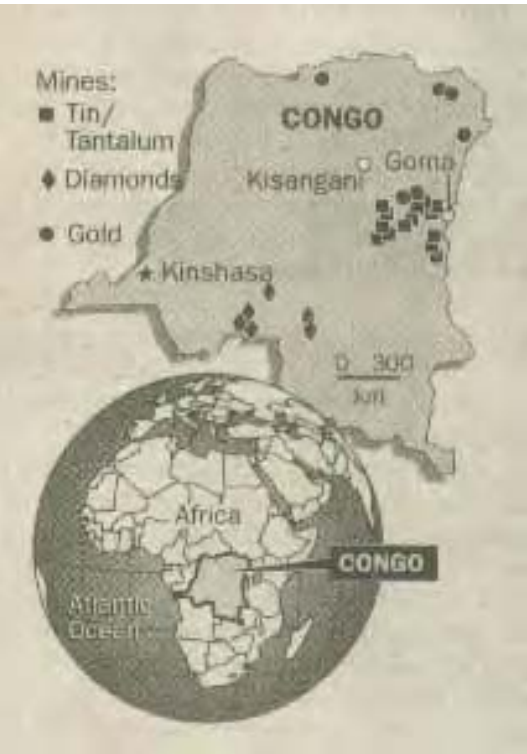 Mines:
Tin/
Tantalum
Diamonds
Gold
CONGO
Goma
Kisangani
Kinshasa
0 300
km
Africa
CONGO
Atlantic
Ocean